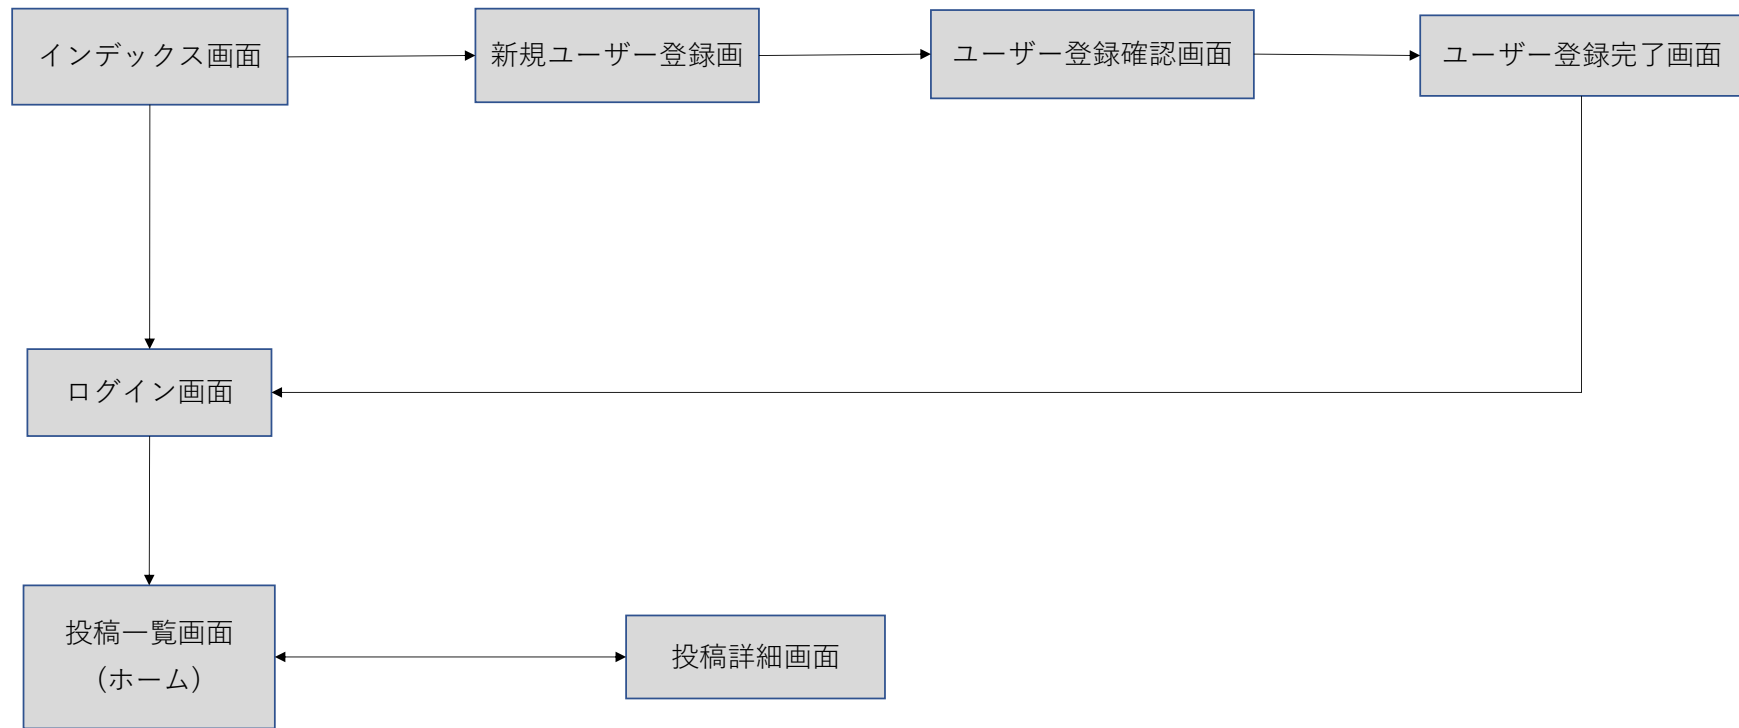 インデックス画面
新規ユーザー登録画
ユーザー登録確認画面
ユーザー登録完了画面
ログイン画面
投稿一覧画面
（ホーム）
投稿詳細画面